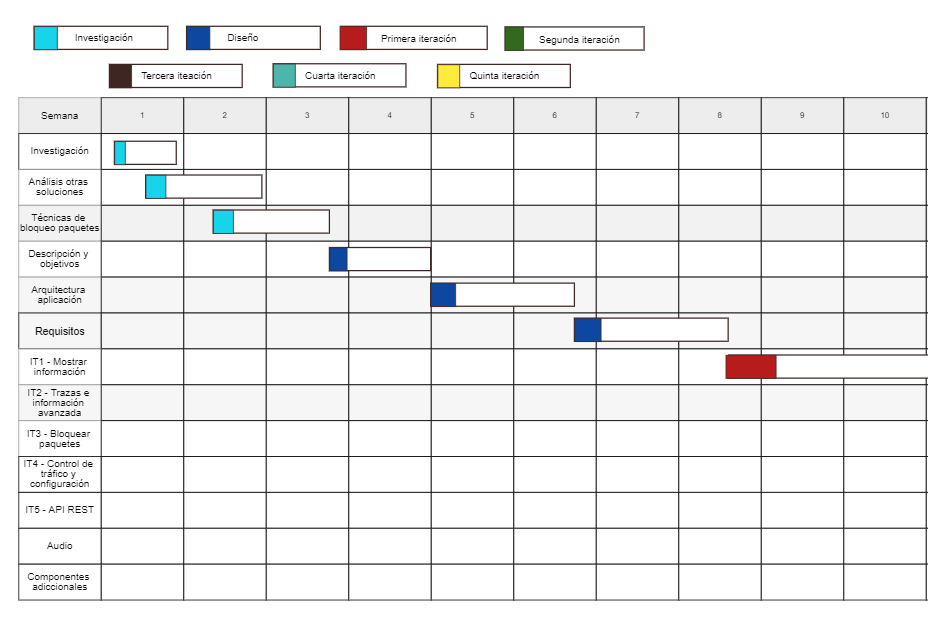 Investigación
Diseño
Primera iteración
Segunda iteración
Tercera iteación
Cuarta iteración
Quinta iteración
Semana 1 2 3 4 5 6 7 8 9 10
Investigación
Análisis otras
soluciones
Técnicas de
bloqueo paquetes
Descripción y
objetivos
Arquitectura
aplicación
Requisitos
IT1 - Mostrar
información
IT2 - Trazas e
información
avanzada
IT3 - Bloquear
paquetes
IT4 - Control de
tráfico y
configuración
IT5 - API REST
Audio
Componentes
adiccionales